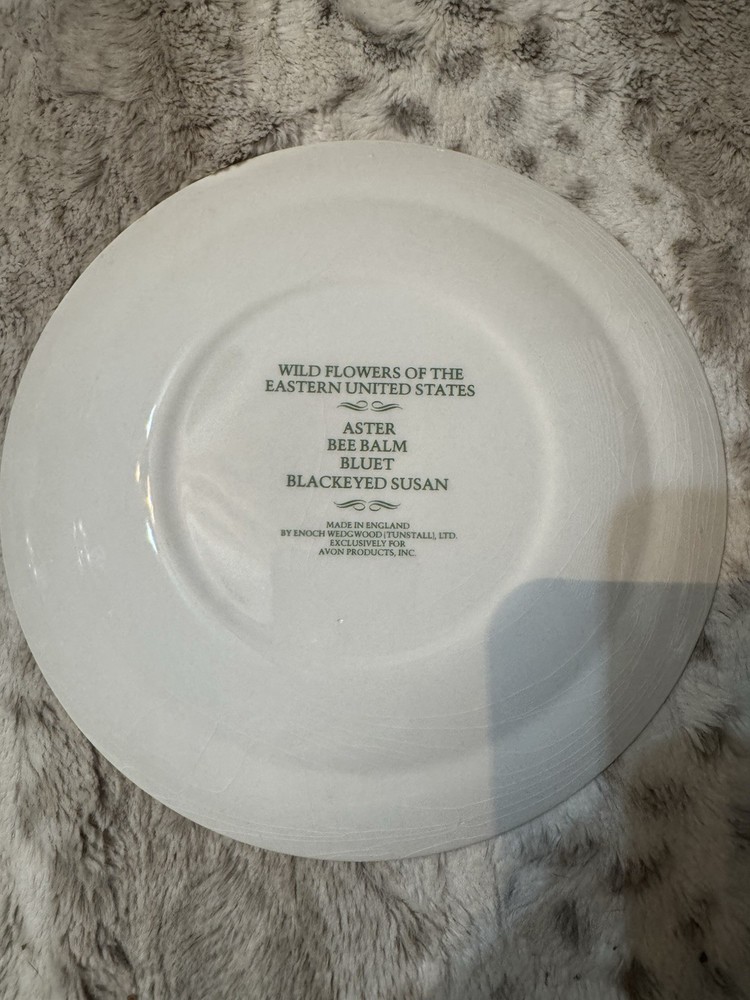 WILD FLOWERS OF THE
EASTERN UNITED STATES
ASTER
BEE BALM
BLUET
BLACKEYED SUSAN
MADE IN ENGLAND
BY ENOCH WEDGWOOD (TUNSTALL), LTD.
EXCLUSIVELY FOR
AVON PRODUCTS, INC.